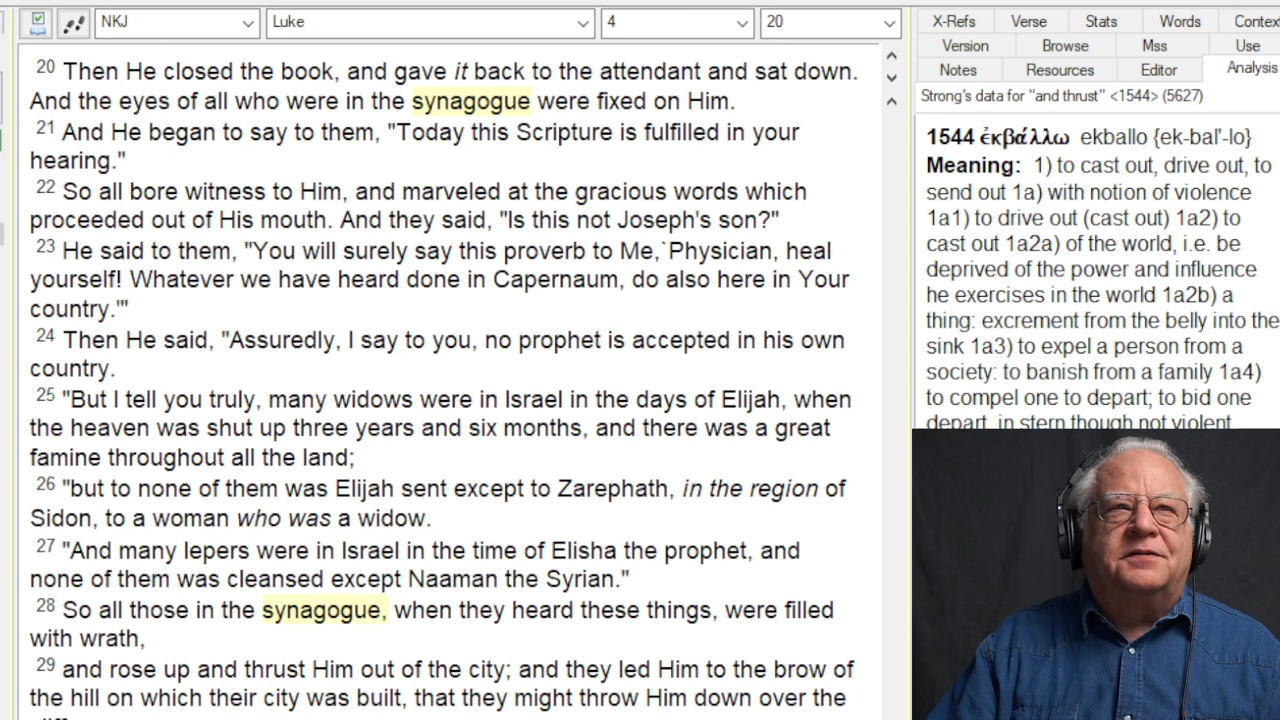 NKJ Luke 4 20
20 Then He closed the book, and gave it back to the attendant and sat down.
And the eyes of all who were in the synagogue were fixed on Him.
21 And He began to say to them, "Today this Scripture is fulfilled in your
hearing."
22 So all bore witness to Him, and marveled at the gracious words which
proceeded out of His mouth. And they said, "Is this not Joseph's son?"
23 He said to them, "You will surely say this proverb to Me,`Physician, heal
yourself! Whatever we have heard done in Capernaum, do also here in Your
country.'"
24 Then He said, "Assuredly, I say to you, no prophet is accepted in his own
country.
25 "But I tell you truly, many widows were in Israel in the days of Elijah, when
the heaven was shut up three years and six months, and there was a great
famine throughout all the land;
26 "but to none of them was Elijah sent except to Zarephath, in the region of
Sidon, to a woman who was a widow.
27 "And many lepers were in Israel in the time of Elisha the prophet, and
none of them was cleansed except Naaman the Syrian."
28 So all those in the synagogue, when they heard these things, were filled
with wrath,
29 and rose up and thrust Him out of the city; and they led Him to the brow of
the hill on which their city was built, that they might throw Him down over the
X-Refs Verse Stats Words Contex
Version Browse Mss Use
Notes Resources Editor Analysis
Strong's data for "and thrust" <1544> (5627)
1544 ἐκβάλλω ekballo {ek-bal'-lo}
Meaning: 1) to cast out, drive out, to
send out 1a) with notion of violence
1a1) to drive out (cast out) 1a2) to
cast out 1a2a) of the world, i.e. be
deprived of the power and influence
he exercises in the world 1a2b) a
thing: excrement from the belly into the
sink 1a3) to expel a person from a
society: to banish from a family 1a4)
to compel one to depart; to bid one
depart, in stern though not violent